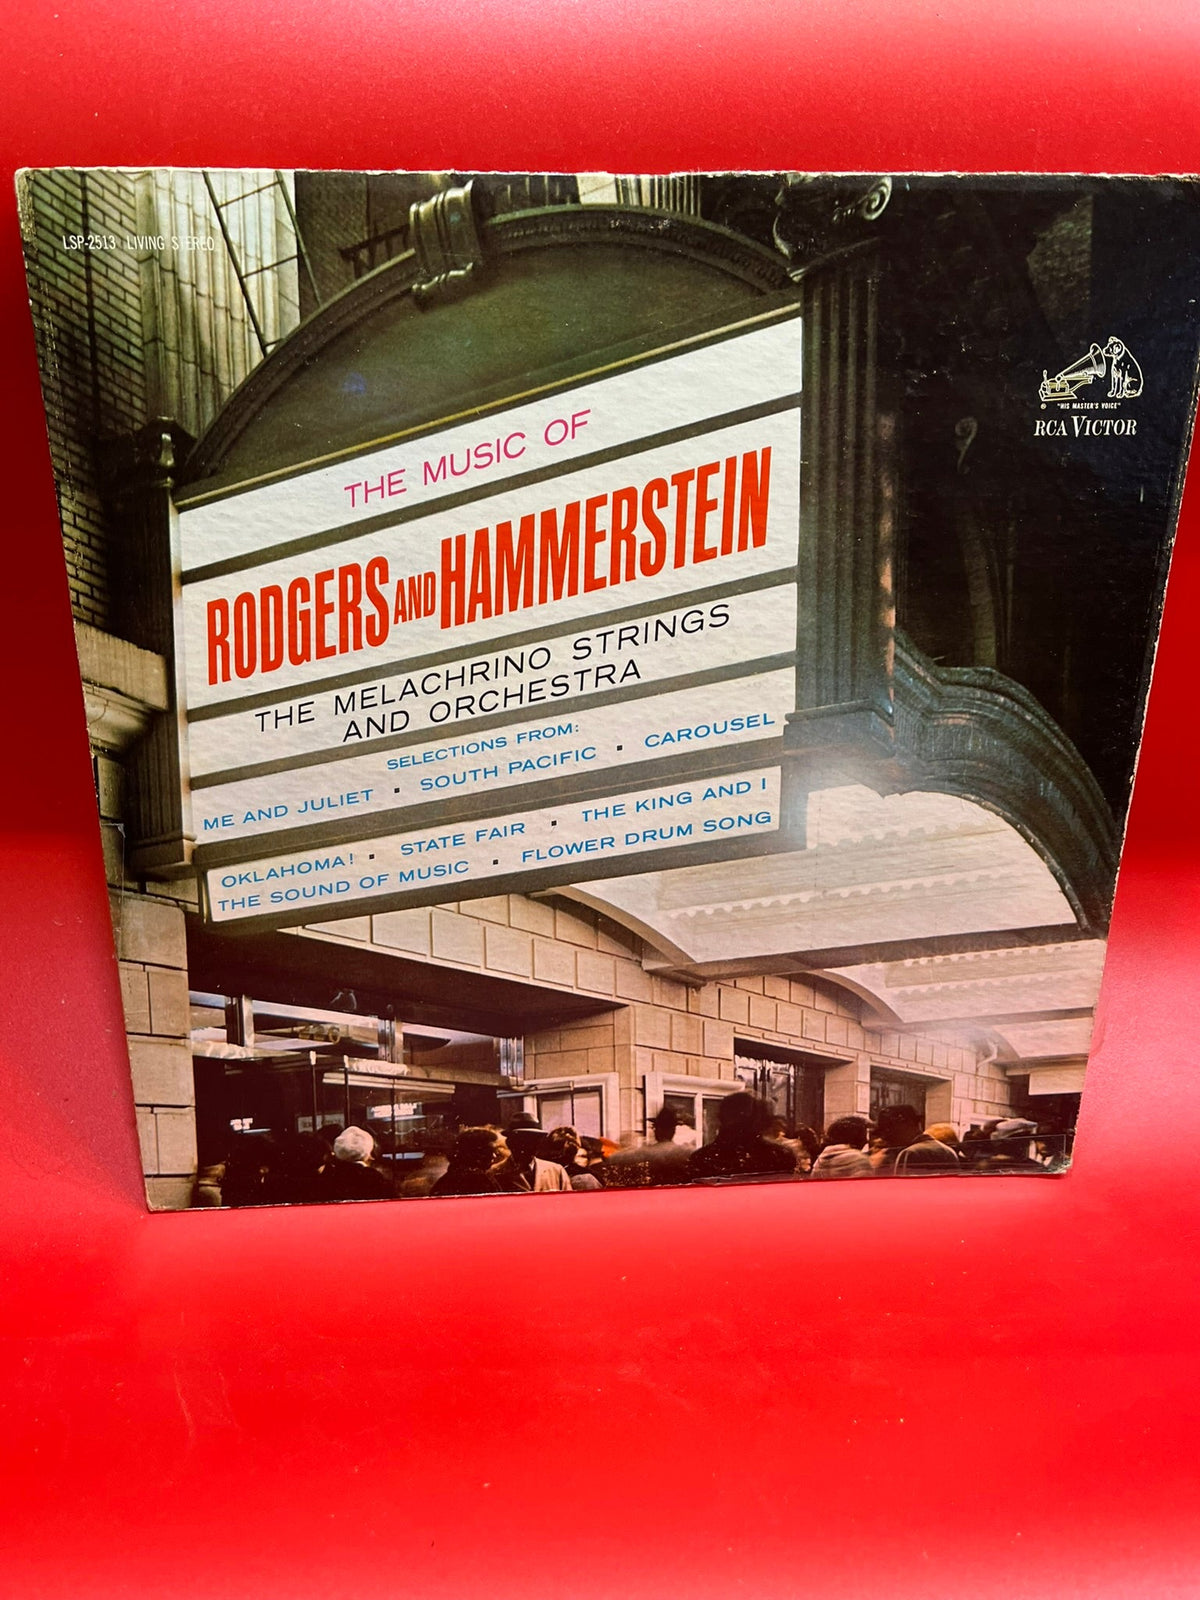 LSP-2513 LIVING STEREO
"HIS MASTER'S VOICE"
RCA VICTOR
THE MUSIC OF
RODGERS AND HAMMERSTEIN
THE MELACHRINO STRINGS
AND ORCHESTRA
SELECTIONS FROM:
ME AND JULIET ▪ SOUTH PACIFIC ▪ CAROUSEL
OKLAHOMA! ▪ STATE FAIR ▪ THE KING AND I
THE SOUND OF MUSIC ▪ FLOWER DRUM SONG